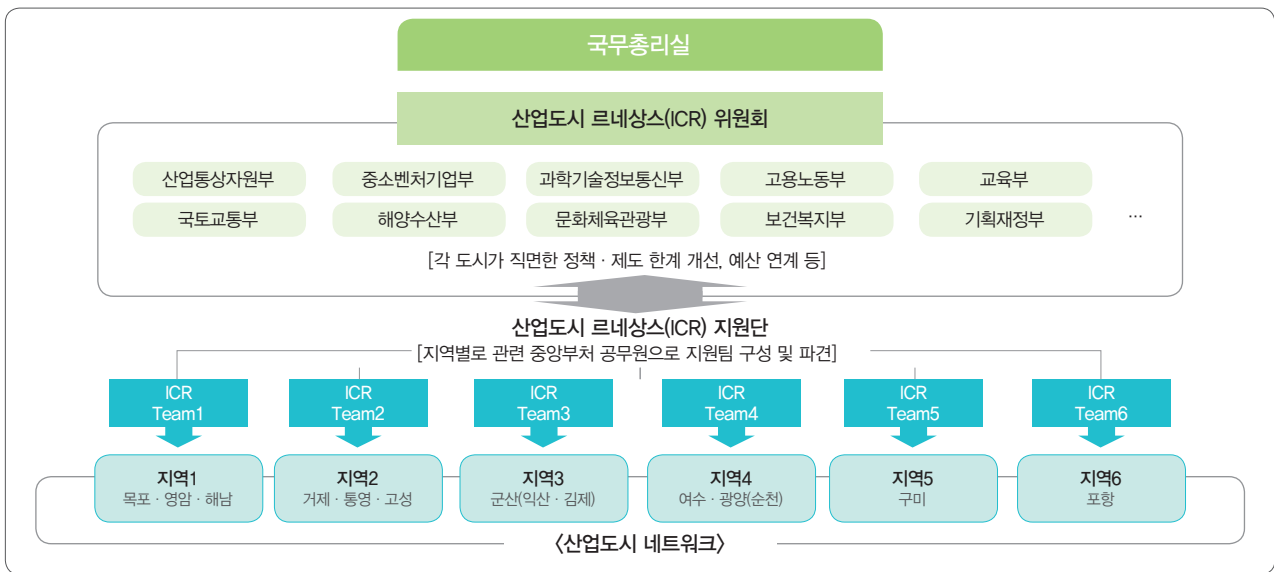 국무총리실
산업도시 르네상스(ICR) 위원회
산업통상자원부 중소벤처기업부 과학기술정보통신부 고용노동부 교육부
국토교통부 해양수산부 문화체육관광부 보건복지부 기획재정부 …
[각 도시가 직면한 정책 · 제도 한계 개선, 예산 연계 등]
산업도시 르네상스(ICR) 지원단
[지역별로 관련 중앙부처 공무원으로 지원팀 구성 및 파견]
ICR ICR ICR ICR ICR ICR
Team1 Team2 Team3 Team4 Team5 Team6
지역1 지역2 지역3 지역4 지역5 지역6
목포 · 영암 · 해남 거제 · 통영 · 고성 군산(익산 · 김제) 여수 · 광양(순천) 구미 포항
〈산업도시 네트워크〉